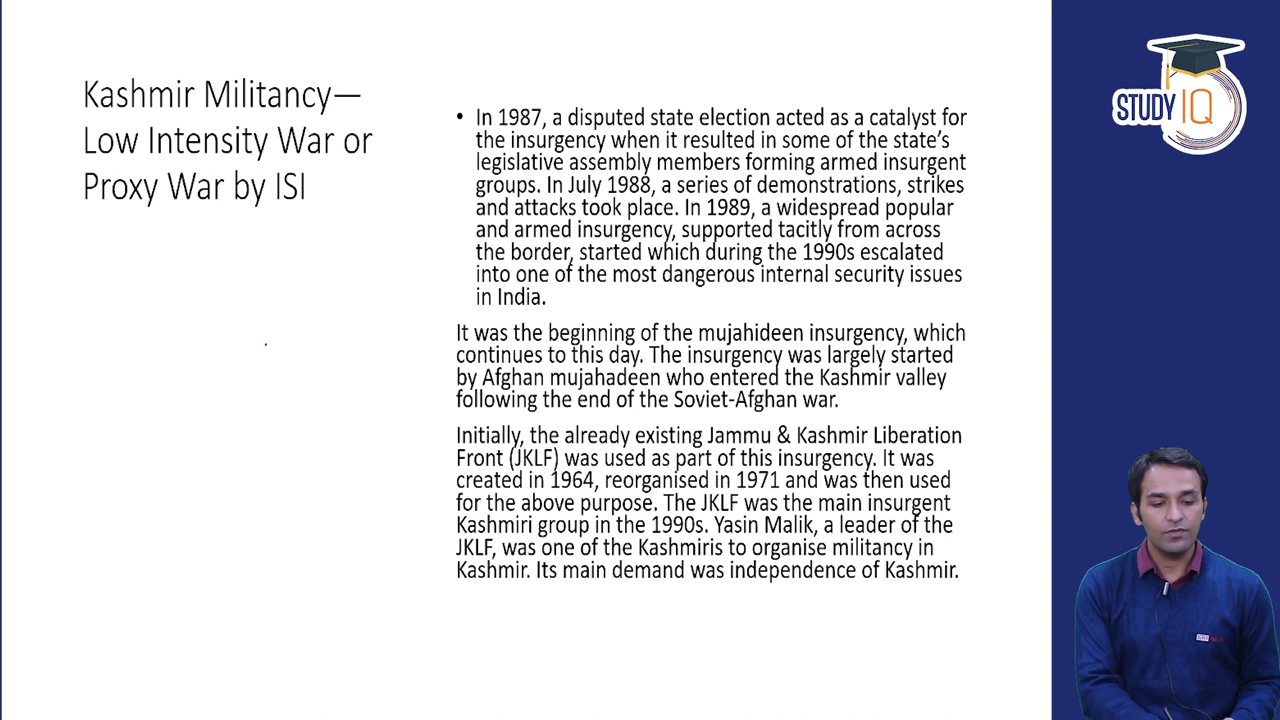 Kashmir Militancy—
Low Intensity War or
Proxy War by ISI
• In 1987, a disputed state election acted as a catalyst for
the insurgency when it resulted in some of the state’s
legislative assembly members forming armed insurgent
groups. In July 1988, a series of demonstrations, strikes
and attacks took place. In 1989, a widespread popular
and armed insurgency, supported tacitly from across
the border, started which during the 1990s escalated
into one of the most dangerous internal security issues
in India.
It was the beginning of the mujahideen insurgency, which
continues to this day. The insurgency was largely started
by Afghan mujahadeen who entered the Kashmir valley
following the end of the Soviet-Afghan war.
Initially, the already existing Jammu & Kashmir Liberation
Front (JKLF) was used as part of this insurgency. It was
created in 1964, reorganised in 1971 and was then used
for the above purpose. The JKLF was the main insurgent
Kashmiri group in the 1990s. Yasin Malik, a leader of the
JKLF, was one of the Kashmiris to organise militancy in
Kashmir. Its main demand was independence of Kashmir.
STUDY IQ